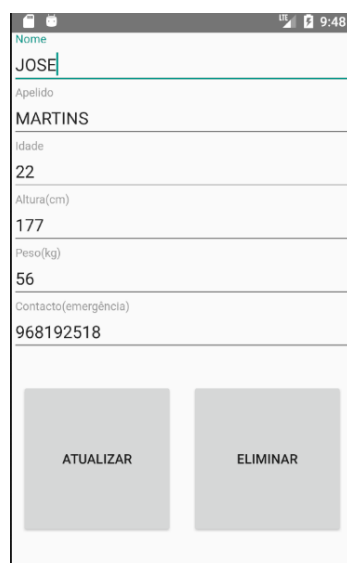 LTE 9:48
Nome
JOSE
Apelido
MARTINS
Idade
22
Altura(cm)
177
Peso(kg)
56
Contacto(emergência)
968192518
ATUALIZAR ELIMINAR